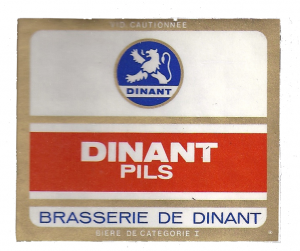 CAUTIONNÉE
DINANT
DINANT
PILS
BRASSERIE DE DINANT
BIÈRE DE CATÉGORIE I